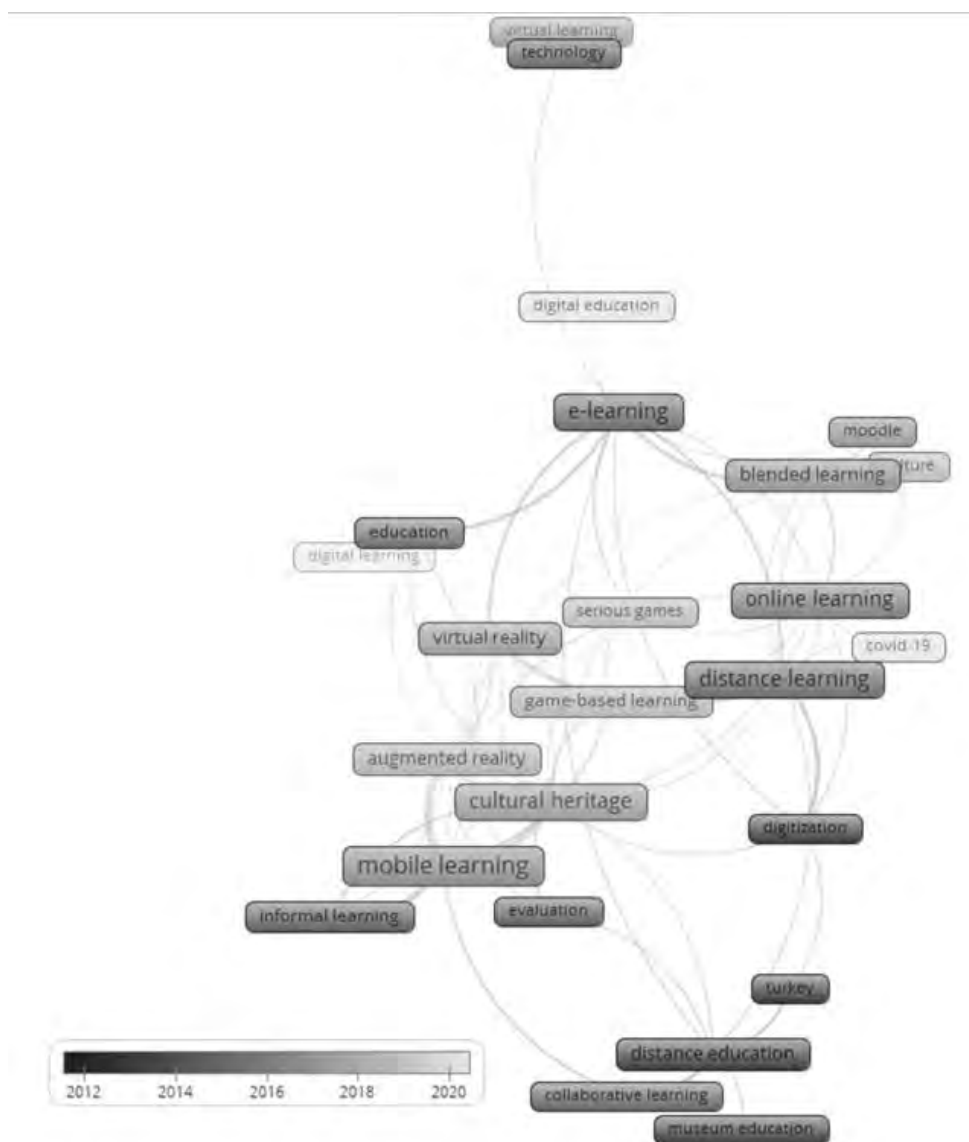 virtual learning
technology
digital education
e-learning
moodle
blended learning
education
digital learning
online learning
serious games
virtual reality
covid-19
distance learning
game-based learning
augmented reality
cultural heritage
digitization
mobile learning
informal learning
evaluation
turkey
distance education
collaborative learning
museum education
2012 2014 2016 2018 2020